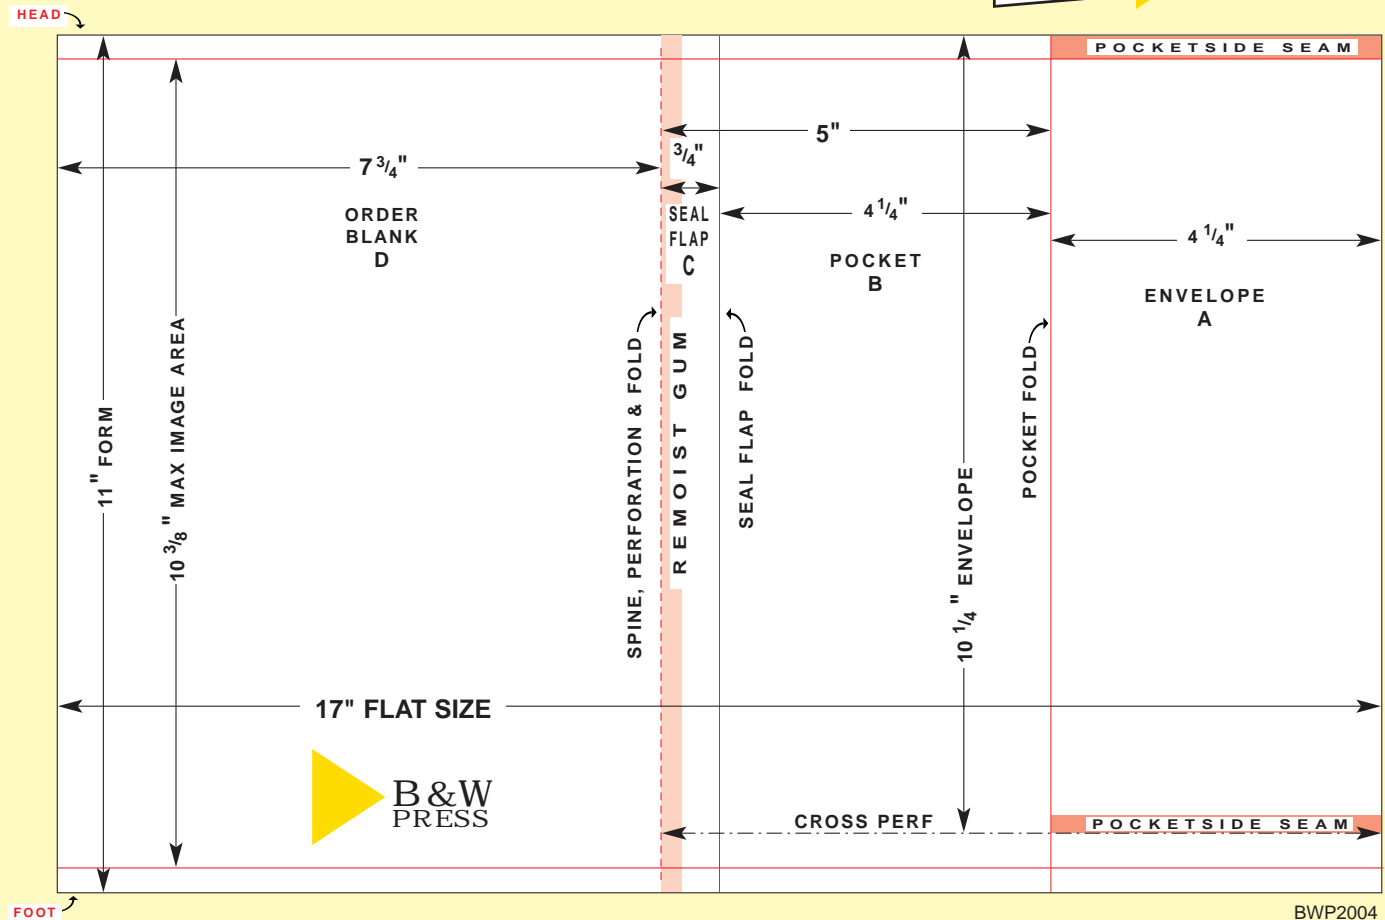 HEAD
POCKETSIDE SEAM
5"
3/4"
7 3/4"
ORDER
BLANK
D
SEAL
FLAP
C
4 1/4"
POCKET
B
4 1/4"
ENVELOPE
A
11" FORM
10 3/8" MAX IMAGE AREA
SPINE, PERFORATION & FOLD
REMOIST GUM
SEAL FLAP FOLD
10 1/4" ENVELOPE
POCKET FOLD
17" FLAT SIZE
B&W
PRESS
CROSS PERF
POCKETSIDE SEAM
FOOT
BWP2004